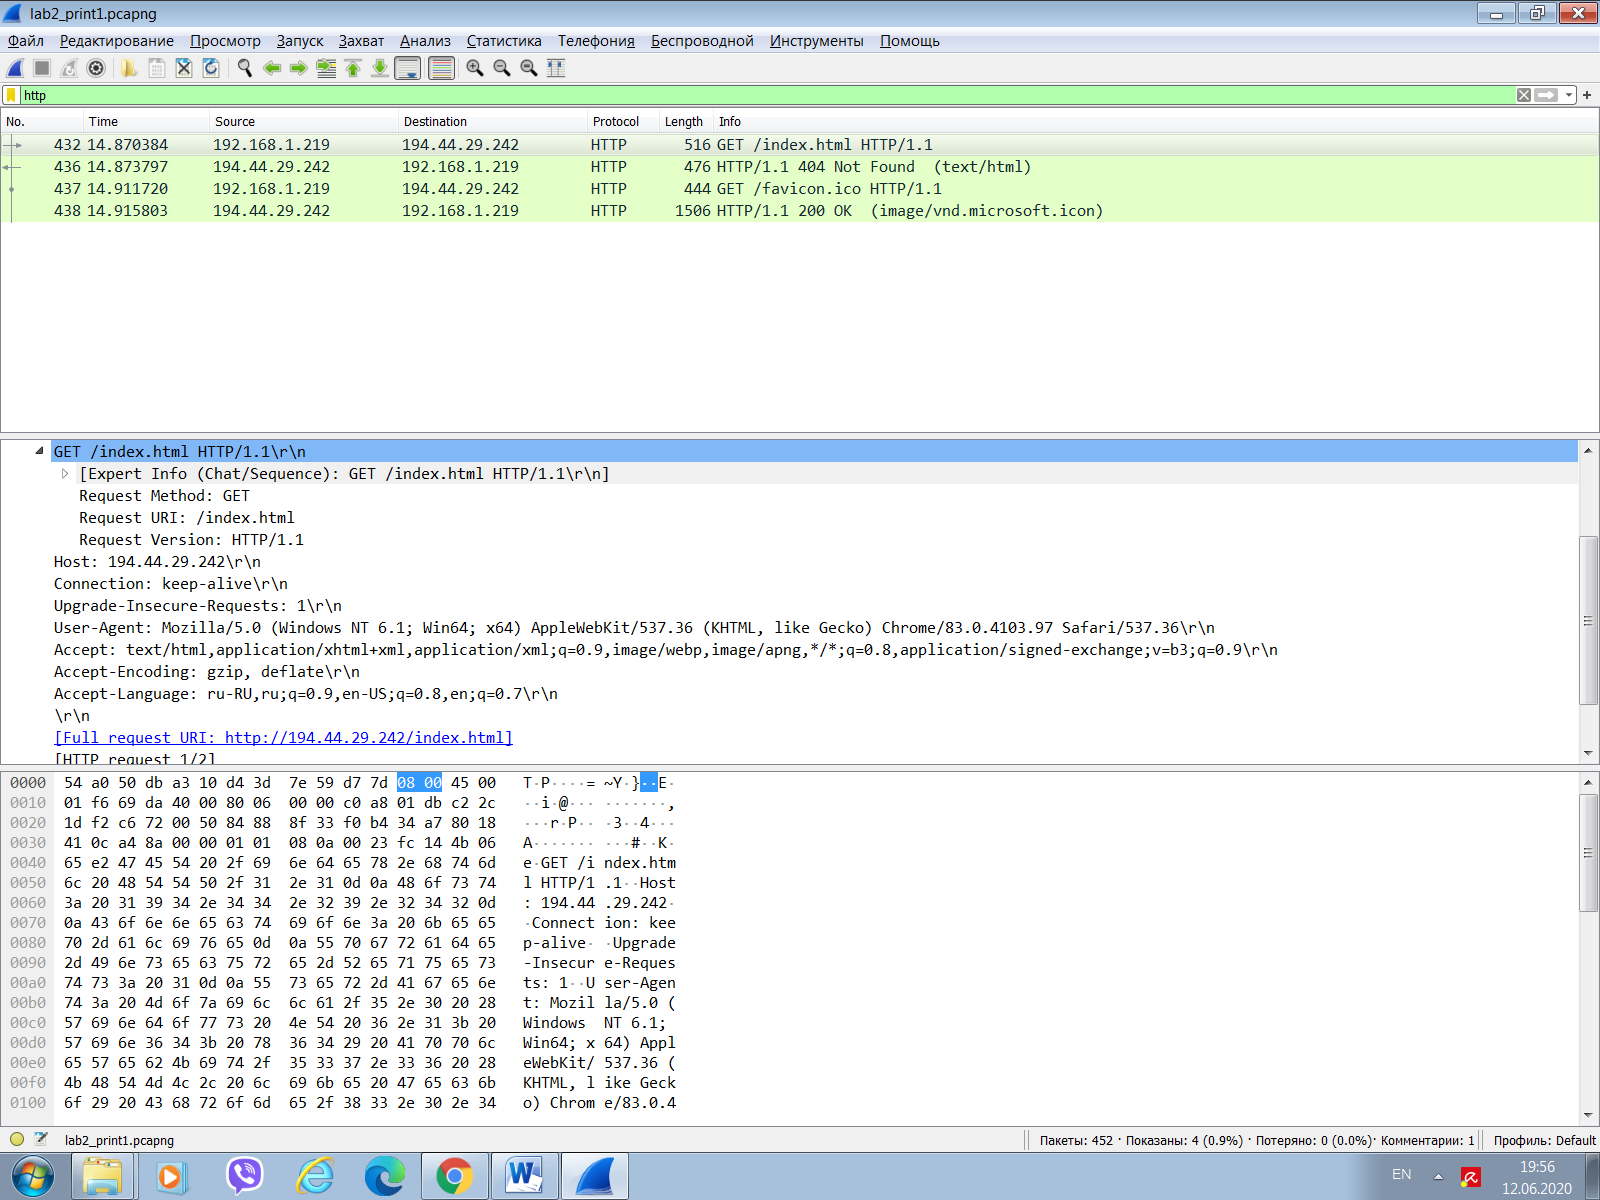 lab2_print1.pcapng
Файл Редактирование Просмотр Запуск Захват Анализ Статистика Телефония Беспроводной Инструменты Помощь
http
No. Time Source Destination Protocol Length Info
432 14.870384 192.168.1.219 194.44.29.242 HTTP 516 GET /index.html HTTP/1.1
436 14.873797 194.44.29.242 192.168.1.219 HTTP 476 HTTP/1.1 404 Not Found (text/html)
437 14.911720 192.168.1.219 194.44.29.242 HTTP 444 GET /favicon.ico HTTP/1.1
438 14.915803 194.44.29.242 192.168.1.219 HTTP 1506 HTTP/1.1 200 OK (image/vnd.microsoft.icon)
GET /index.html HTTP/1.1\r\n
[Expert Info (Chat/Sequence): GET /index.html HTTP/1.1\r\n]
Request Method: GET
Request URI: /index.html
Request Version: HTTP/1.1
Host: 194.44.29.242\r\n
Connection: keep-alive\r\n
Upgrade-Insecure-Requests: 1\r\n
User-Agent: Mozilla/5.0 (Windows NT 6.1; Win64; x64) AppleWebKit/537.36 (KHTML, like Gecko) Chrome/83.0.4103.97 Safari/537.36\r\n
Accept: text/html,application/xhtml+xml,application/xml;q=0.9,image/webp,image/apng,*/*;q=0.8,application/signed-exchange;v=b3;q=0.9\r\n
Accept-Encoding: gzip, deflate\r\n
Accept-Language: ru-RU,ru;q=0.9,en-US;q=0.8,en;q=0.7\r\n
\r\n
[Full request URI: http://194.44.29.242/index.html]
[HTTP request 1/2]
0000 54 a0 50 db a3 10 d4 3d 7e 59 d7 7d 08 00 45 00 T·P····= ~Y·}··E·
0010 01 f6 69 da 40 00 80 06 00 00 c0 a8 01 db c2 2c ··i·@··· ·······,
0020 1d f2 c6 72 00 50 84 88 8f 33 f0 b4 34 a7 80 18 ···r·P·· ·3··4···
0030 41 0c a4 8a 00 00 01 01 08 0a 00 23 fc 14 4b 06 A······· ···#··K·
0040 65 e2 47 45 54 20 2f 69 6e 64 65 78 2e 68 74 6d e·GET /i ndex.htm
0050 6c 20 48 54 54 50 2f 31 2e 31 0d 0a 48 6f 73 74 l HTTP/1 .1··Host
0060 3a 20 31 39 34 2e 34 34 2e 32 39 2e 32 34 32 0d : 194.44 .29.242·
0070 0a 43 6f 6e 6e 65 63 74 69 6f 6e 3a 20 6b 65 65 ·Connect ion: kee
0080 70 2d 61 6c 69 76 65 0d 0a 55 70 67 72 61 64 65 p-alive· ·Upgrade
0090 2d 49 6e 73 65 63 75 72 65 2d 52 65 71 75 65 73 -Insecur e-Reques
00a0 74 73 3a 20 31 0d 0a 55 73 65 72 2d 41 67 65 6e ts: 1··U ser-Agen
00b0 74 3a 20 4d 6f 7a 69 6c 6c 61 2f 35 2e 30 20 28 t: Mozil la/5.0 (
00c0 57 69 6e 64 6f 77 73 20 4e 54 20 36 2e 31 3b 20 Windows NT 6.1;
00d0 57 69 6e 36 34 3b 20 78 36 34 29 20 41 70 70 6c Win64; x 64) Appl
00e0 65 57 65 62 4b 69 74 2f 35 33 37 2e 33 36 20 28 eWebKit/ 537.36 (
00f0 4b 48 54 4d 4c 2c 20 6c 69 6b 65 20 47 65 63 6b KHTML, l ike Geck
0100 6f 29 20 43 68 72 6f 6d 65 2f 38 33 2e 30 2e 34 o) Chrom e/83.0.4
lab2_print1.pcapng Пакеты: 452 · Показаны: 4 (0.9%) · Потеряно: 0 (0.0%) · Комментарии: 1 Профиль: Default
EN 19:56
12.06.2020